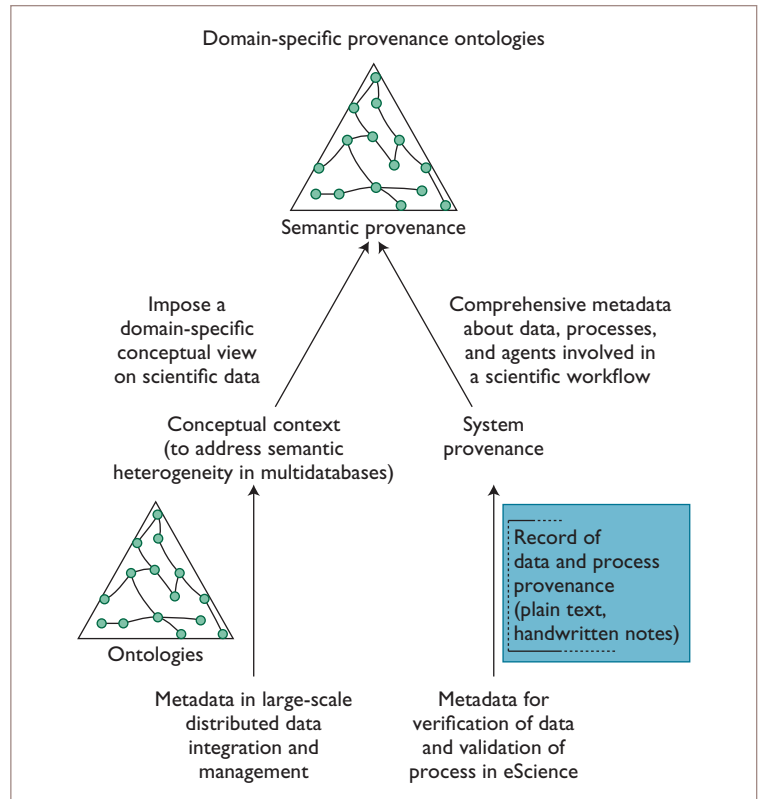 Domain-specific provenance ontologies
Semantic provenance
Impose a
domain-specific
conceptual view
on scientific data
Comprehensive metadata
about data, processes,
and agents involved in
a scientific workflow
Conceptual context
(to address semantic
heterogeneity in multidatabases)
System
provenance
Ontologies
Record of
data and process
provenance
(plain text,
handwritten notes)
Metadata in large-scale
distributed data
integration and
management
Metadata for
verification of data
and validation of
process in eScience